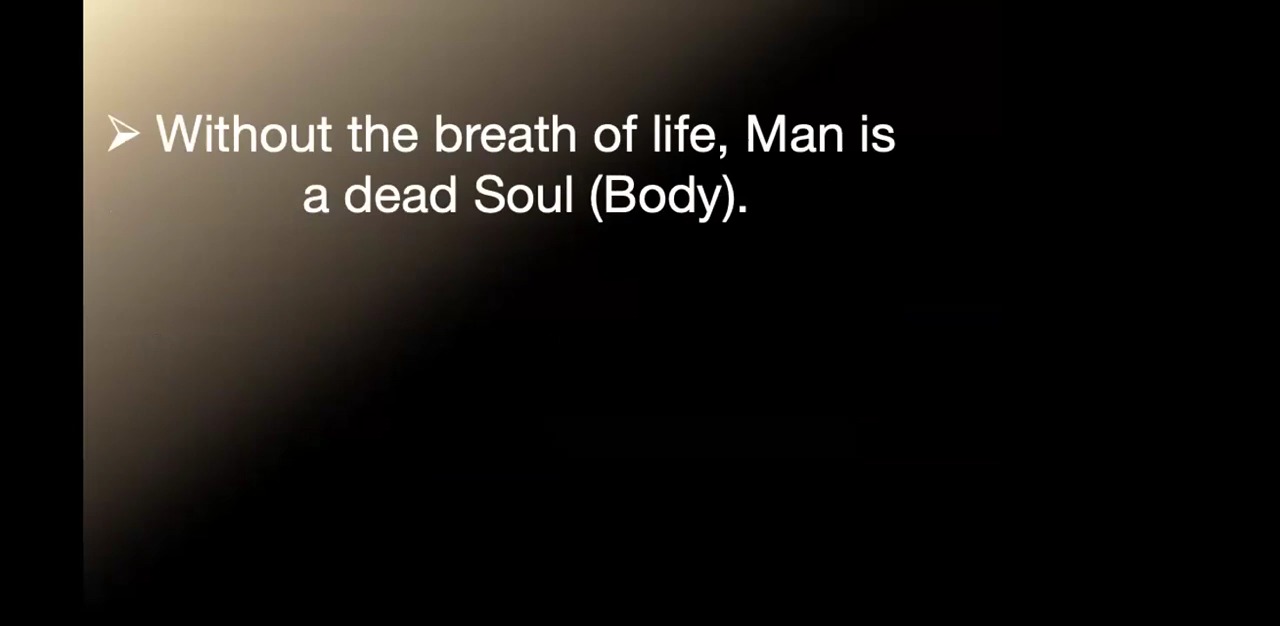 ➢ Without the breath of life, Man is
a dead Soul (Body).